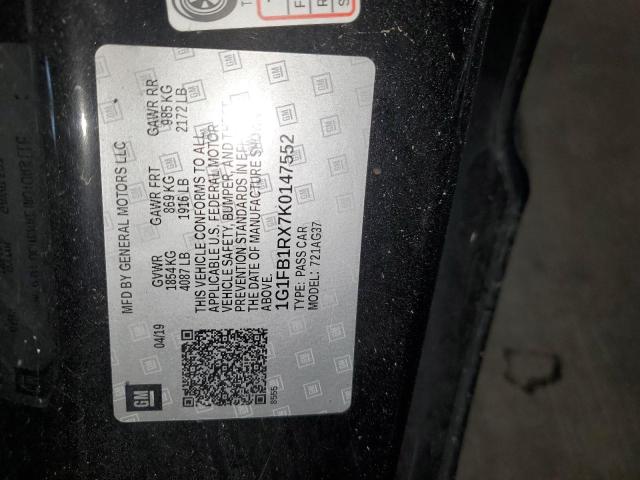 MFD BY GENERAL MOTORS LLC
04/19
GVWR GAWR FRT GAWR RR
1854 KG 869 KG 985 KG
4087 LB 1916 LB 2172 LB
THIS VEHICLE CONFORMS TO ALL
APPLICABLE U.S. FEDERAL MOTOR
VEHICLE SAFETY, BUMPER, AND
PREVENTION STANDARDS IN
THE DATE OF MANUFACTURE
ABOVE.
1G1FB1RX7K0147552
TYPE: PASS CAR
MODEL: 721AG37
GM
8555